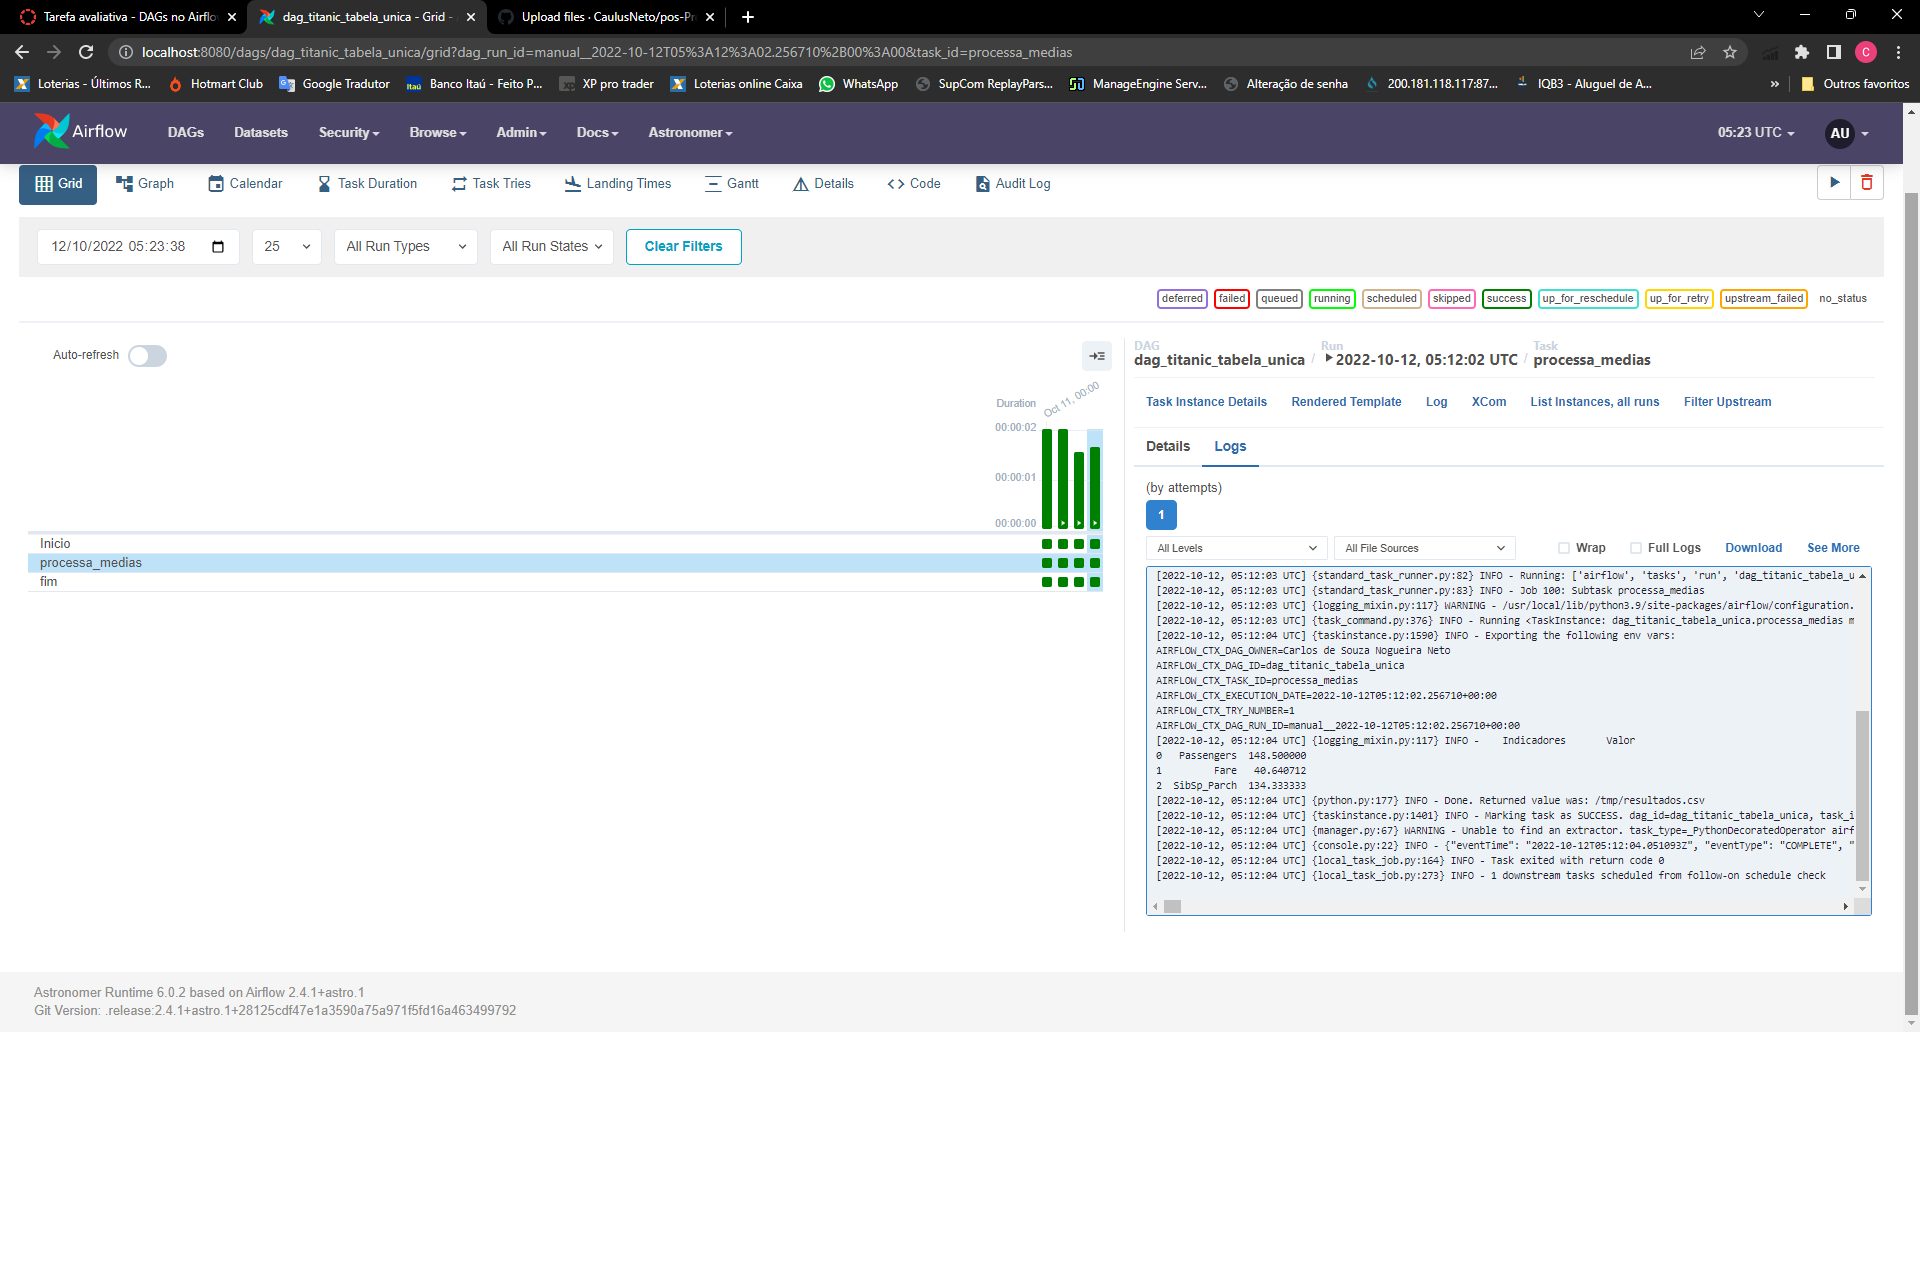 Tarefa avaliativa - DAGs no Airflo
dag_titanic_tabela_unica - Grid -
Upload files · CaulusNeto/pos-Pr
localhost:8080/dags/dag_titanic_tabela_unica/grid?dag_run_id=manual__2022-10-12T05%3A12%3A02.256710%2B00%3A00&task_id=processa_medias
C
Loterias - Últimos R...
Hotmart Club
Google Tradutor
Banco Itaú - Feito P...
XP pro trader
Loterias online Caixa
WhatsApp
SupCom ReplayPars...
ManageEngine Serv...
Alteração de senha
200.181.118.117:87...
IQB3 - Aluguel de A...
»
Outros favoritos
Airflow
DAGs
Datasets
Security
Browse
Admin
Docs
Astronomer
05:23 UTC
AU
Grid
Graph
Calendar
Task Duration
Task Tries
Landing Times
Gantt
Details
Code
Audit Log
12/10/2022 05:23:38
25
All Run Types
All Run States
Clear Filters
deferred
failed
queued
running
scheduled
skipped
success
up_for_reschedule
up_for_retry
upstream_failed
no_status
Auto-refresh
Duration
Oct 11, 00:00
00:00:02
00:00:01
00:00:00
Inicio
processa_medias
fim
DAG
dag_titanic_tabela_unica
/
Run
2022-10-12, 05:12:02 UTC
/
Task
processa_medias
Task Instance Details
Rendered Template
Log
XCom
List Instances, all runs
Filter Upstream
Details
Logs
(by attempts)
1
All Levels
All File Sources
Wrap
Full Logs
Download
See More
[2022-10-12, 05:12:03 UTC] {standard_task_runner.py:82} INFO - Running: ['airflow', 'tasks', 'run', 'dag_titanic_tabela_u
[2022-10-12, 05:12:03 UTC] {standard_task_runner.py:83} INFO - Job 100: Subtask processa_medias
[2022-10-12, 05:12:03 UTC] {logging_mixin.py:117} WARNING - /usr/local/lib/python3.9/site-packages/airflow/configuration.
[2022-10-12, 05:12:03 UTC] {task_command.py:376} INFO - Running <TaskInstance: dag_titanic_tabela_unica.processa_medias m
[2022-10-12, 05:12:04 UTC] {taskinstance.py:1590} INFO - Exporting the following env vars:
AIRFLOW_CTX_DAG_OWNER=Carlos de Souza Nogueira Neto
AIRFLOW_CTX_DAG_ID=dag_titanic_tabela_unica
AIRFLOW_CTX_TASK_ID=processa_medias
AIRFLOW_CTX_EXECUTION_DATE=2022-10-12T05:12:02.256710+00:00
AIRFLOW_CTX_TRY_NUMBER=1
AIRFLOW_CTX_DAG_RUN_ID=manual__2022-10-12T05:12:02.256710+00:00
[2022-10-12, 05:12:04 UTC] {logging_mixin.py:117} INFO -    Indicadores       Valor
0   Passengers  148.500000
1         Fare   40.640712
2  SibSp_Parch  134.333333
[2022-10-12, 05:12:04 UTC] {python.py:177} INFO - Done. Returned value was: /tmp/resultados.csv
[2022-10-12, 05:12:04 UTC] {taskinstance.py:1401} INFO - Marking task as SUCCESS. dag_id=dag_titanic_tabela_unica, task_i
[2022-10-12, 05:12:04 UTC] {manager.py:67} WARNING - Unable to find an extractor. task_type=_PythonDecoratedOperator airf
[2022-10-12, 05:12:04 UTC] {console.py:22} INFO - {"eventTime": "2022-10-12T05:12:04.051093Z", "eventType": "COMPLETE", "
[2022-10-12, 05:12:04 UTC] {local_task_job.py:164} INFO - Task exited with return code 0
[2022-10-12, 05:12:04 UTC] {local_task_job.py:273} INFO - 1 downstream tasks scheduled from follow-on schedule check
Astronomer Runtime 6.0.2 based on Airflow 2.4.1+astro.1
Git Version: .release:2.4.1+astro.1+28125cdf47e1a3590a75a971f5fd16a463499792